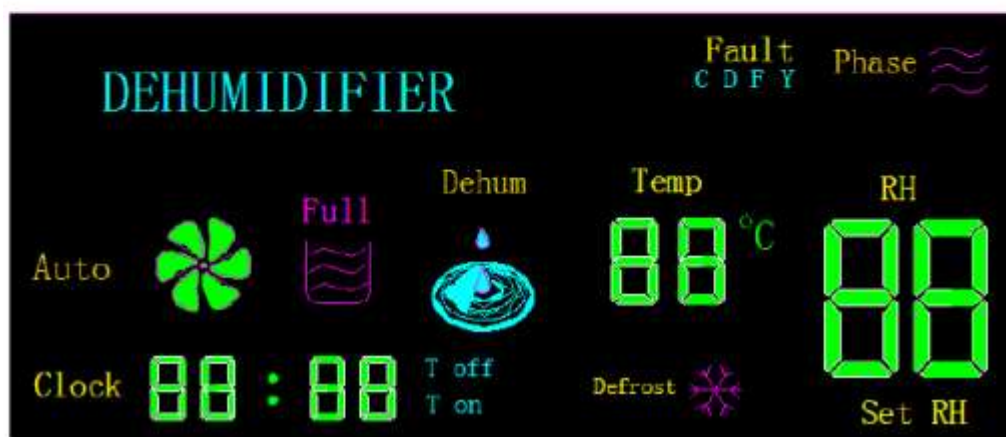 DEHUMIDIFIER
Fault
C D F Y
Phase
Auto
Full
Dehum
Temp
88 °C
RH
88
Clock 88:88
T off
T on
Defrost
Set RH